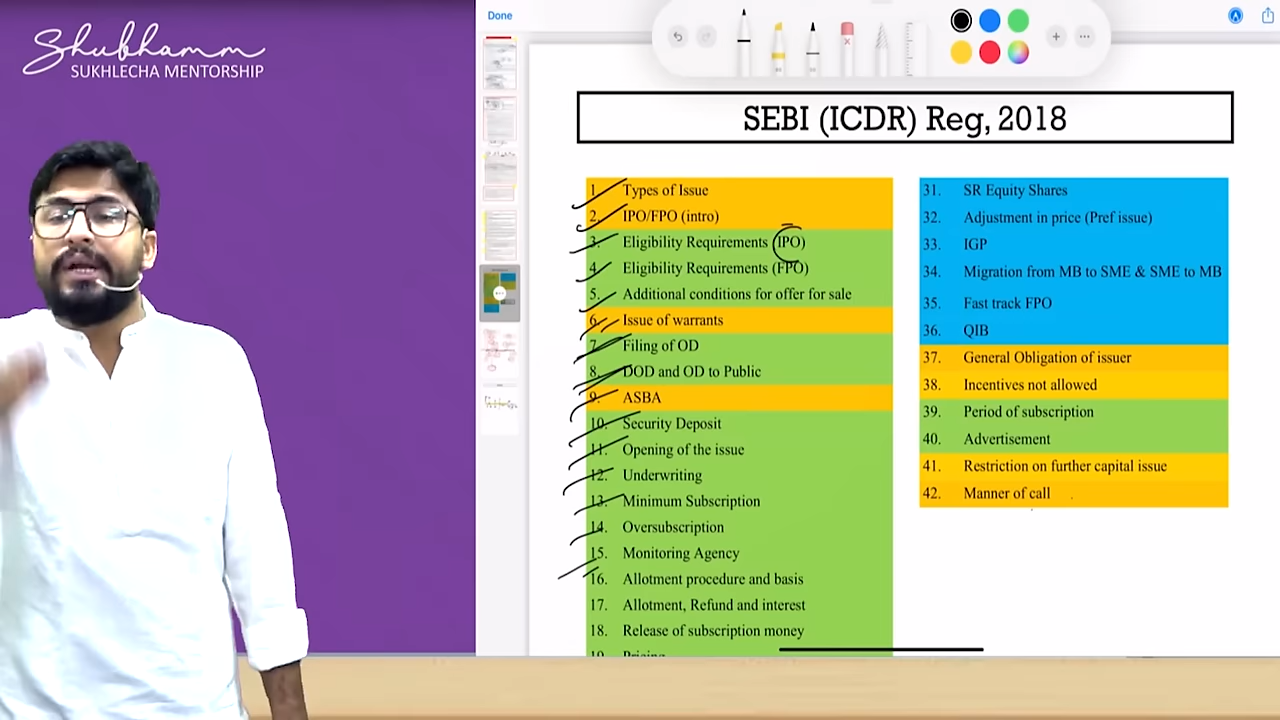 Shubhamm
SUKHLECHA MENTORSHIP
Done
SEBI (ICDR) Reg, 2018
1. Types of Issue
2. IPO/FPO (intro)
3. Eligibility Requirements (IPO)
4. Eligibility Requirements (FPO)
5. Additional conditions for offer for sale
6. Issue of warrants
7. Filing of OD
8. DOD and OD to Public
9. ASBA
10. Security Deposit
11. Opening of the issue
12. Underwriting
13. Minimum Subscription
14. Oversubscription
15. Monitoring Agency
16. Allotment procedure and basis
17. Allotment, Refund and interest
18. Release of subscription money
19. Pricing
31. SR Equity Shares
32. Adjustment in price (Pref issue)
33. IGP
34. Migration from MB to SME & SME to MB
35. Fast track FPO
36. QIB
37. General Obligation of issuer
38. Incentives not allowed
39. Period of subscription
40. Advertisement
41. Restriction on further capital issue
42. Manner of call